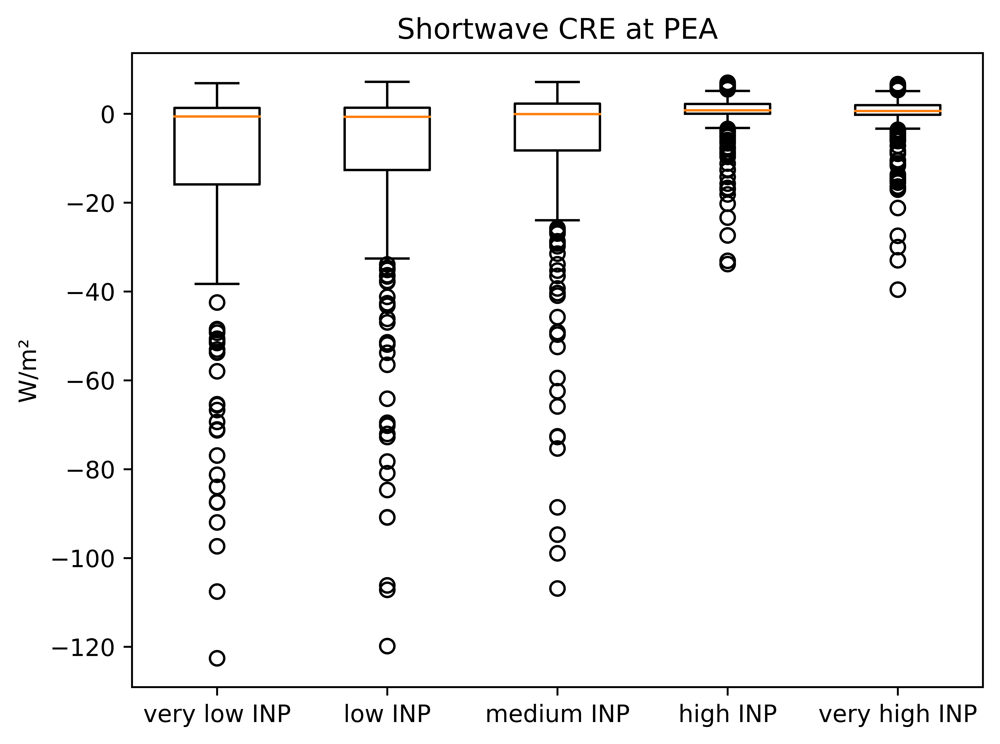 Shortwave CRE at PEA
W/m²
0
−20
−40
−60
−80
−100
−120
very low INP
low INP
medium INP
high INP
very high INP